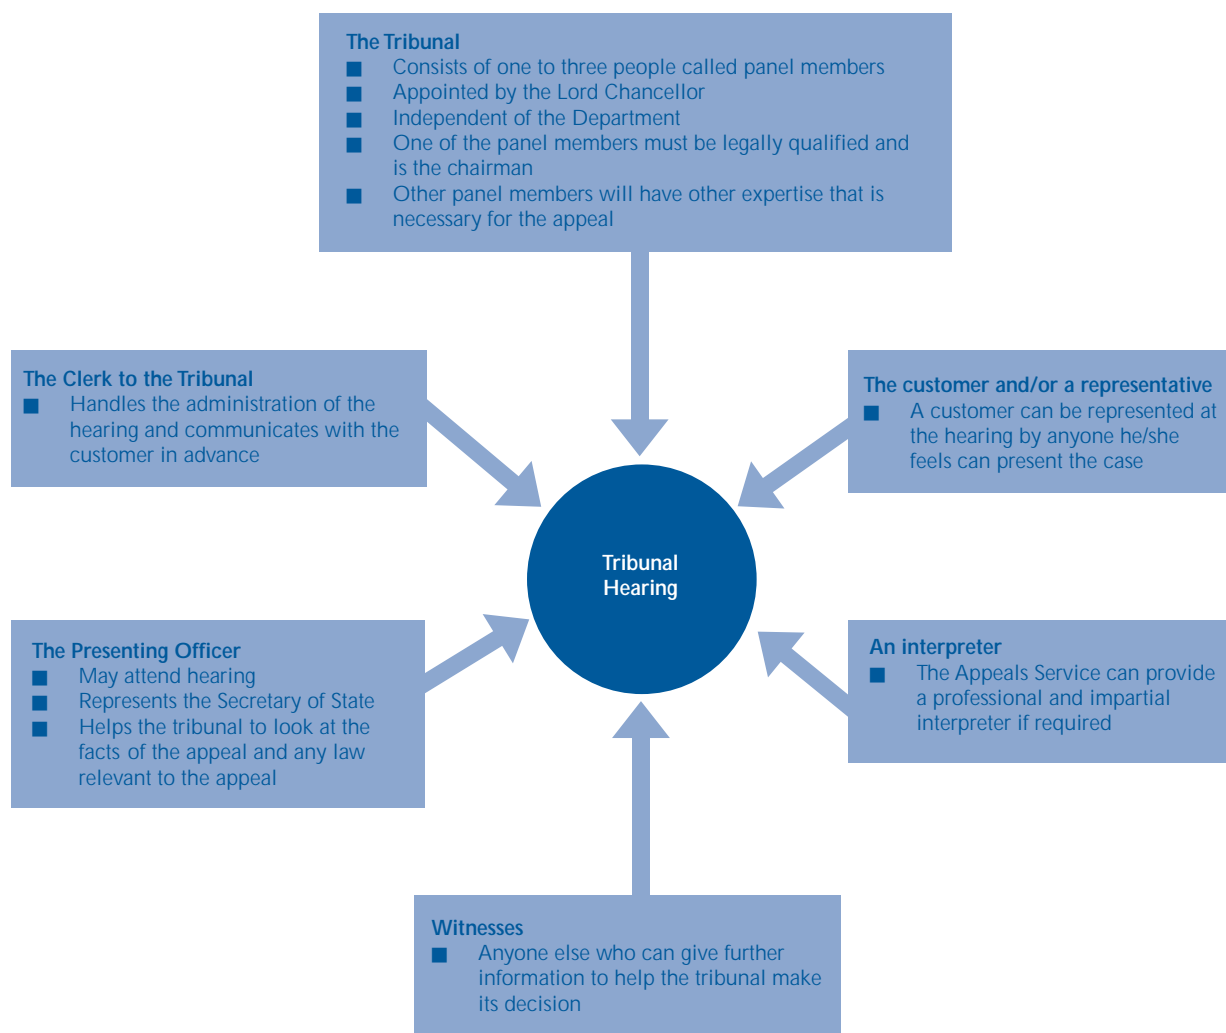 The Tribunal
■ Consists of one to three people called panel members
■ Appointed by the Lord Chancellor
■ Independent of the Department
■ One of the panel members must be legally qualified and
is the chairman
■ Other panel members will have other expertise that is
necessary for the appeal
The Clerk to the Tribunal
■ Handles the administration of the
hearing and communicates with the
customer in advance
The customer and/or a representative
■ A customer can be represented at
the hearing by anyone he/she
feels can present the case
Tribunal
Hearing
The Presenting Officer
■ May attend hearing
■ Represents the Secretary of State
■ Helps the tribunal to look at the
facts of the appeal and any law
relevant to the appeal
An interpreter
■ The Appeals Service can provide
a professional and impartial
interpreter if required
Witnesses
■ Anyone else who can give further
information to help the tribunal make
its decision